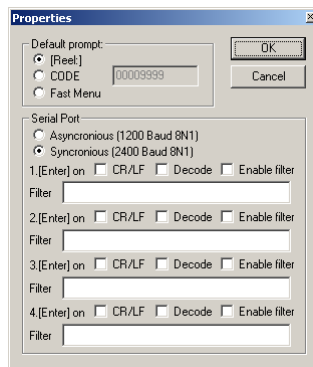 Properties
Default prompt:
OK
[Reel:]
CODE 00009999
Cancel
Fast Menu
Serial Port
Asyncronious (1200 Baud 8N1)
Syncronious (2400 Baud 8N1)
1.[Enter] on CR/LF Decode Enable filter
Filter
2.[Enter] on CR/LF Decode Enable filter
Filter
3.[Enter] on CR/LF Decode Enable filter
Filter
4.[Enter] on CR/LF Decode Enable filter
Filter